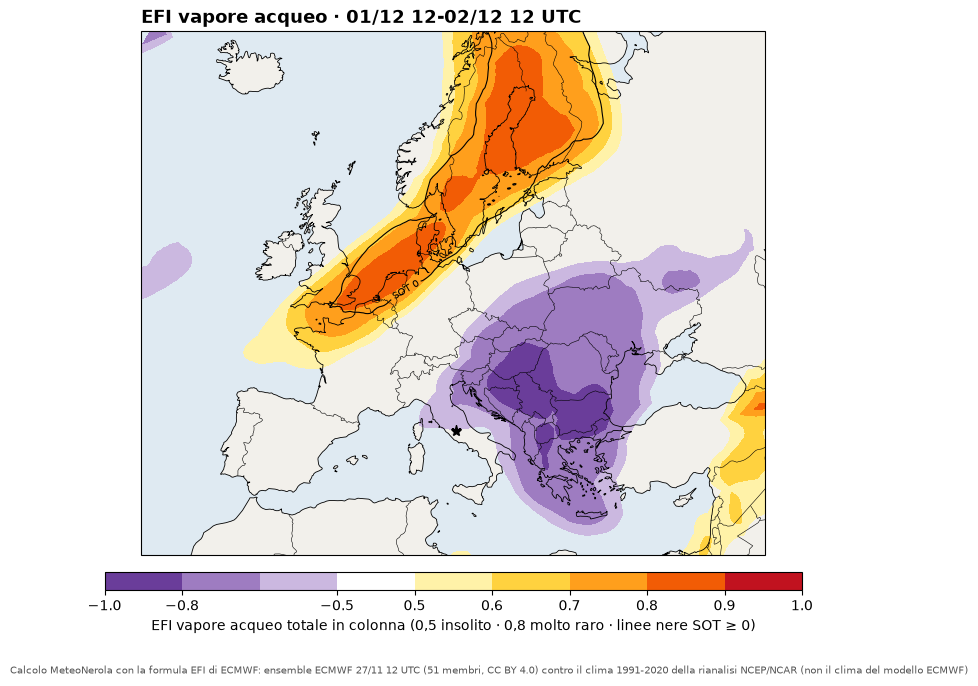 EFI vapore acqueo · 01/12 12-02/12 12 UTC
SOT 0
−1.0 −0.8 −0.5 0.5 0.6 0.7 0.8 0.9 1.0
EFI vapore acqueo totale in colonna (0,5 insolito · 0,8 molto raro · linee nere SOT ≥ 0)
Calcolo MeteoNerola con la formula EFI di ECMWF: ensemble ECMWF 27/11 12 UTC (51 membri, CC BY 4.0) contro il clima 1991-2020 della rianalisi NCEP/NCAR (non il clima del modello ECMWF)